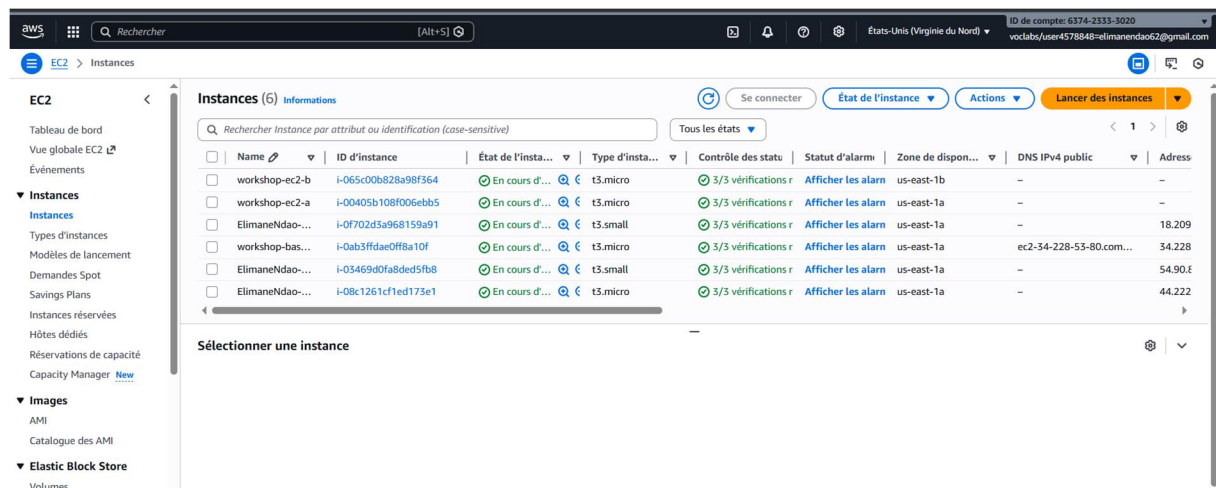 aws
Rechercher
[Alt+S]
États-Unis (Virginie du Nord)
ID de compte: 6374-2333-3020
voclabs/user4578848=elimanendao62@gmail.com
EC2 > Instances
EC2
Tableau de bord
Vue globale EC2
Événements
Instances
Instances
Types d'instances
Modèles de lancement
Demandes Spot
Savings Plans
Instances réservées
Hôtes dédiés
Réservations de capacité
Capacity Manager New
Images
AMI
Catalogue des AMI
Elastic Block Store
Volumes
Instances (6) Informations
Se connecter
État de l'instance
Actions
Lancer des instances
Rechercher Instance par attribut ou identification (case-sensitive)
Tous les états
1
Name ID d'instance État de l'insta... Type d'insta... Contrôle des statu Statut d'alarme Zone de dispon... DNS IPv4 public Adress
workshop-ec2-b i-065c00b828a98f364 En cours d'... t3.micro 3/3 vérifications r Afficher les alarn us-east-1b – –
workshop-ec2-a i-00405b108f006ebb5 En cours d'... t3.micro 3/3 vérifications r Afficher les alarn us-east-1a – –
ElimaneNdao-... i-0f702d3a968159a91 En cours d'... t3.small 3/3 vérifications r Afficher les alarn us-east-1a – 18.209
workshop-bas... i-0ab3ffdae0ff8a10f En cours d'... t3.micro 3/3 vérifications r Afficher les alarn us-east-1a ec2-34-228-53-80.com... 34.228
ElimaneNdao-... i-03469d0fa8ded5fb8 En cours d'... t3.small 3/3 vérifications r Afficher les alarn us-east-1a – 54.90.8
ElimaneNdao-... i-08c1261cf1ed173e1 En cours d'... t3.micro 3/3 vérifications r Afficher les alarn us-east-1a – 44.222
Sélectionner une instance